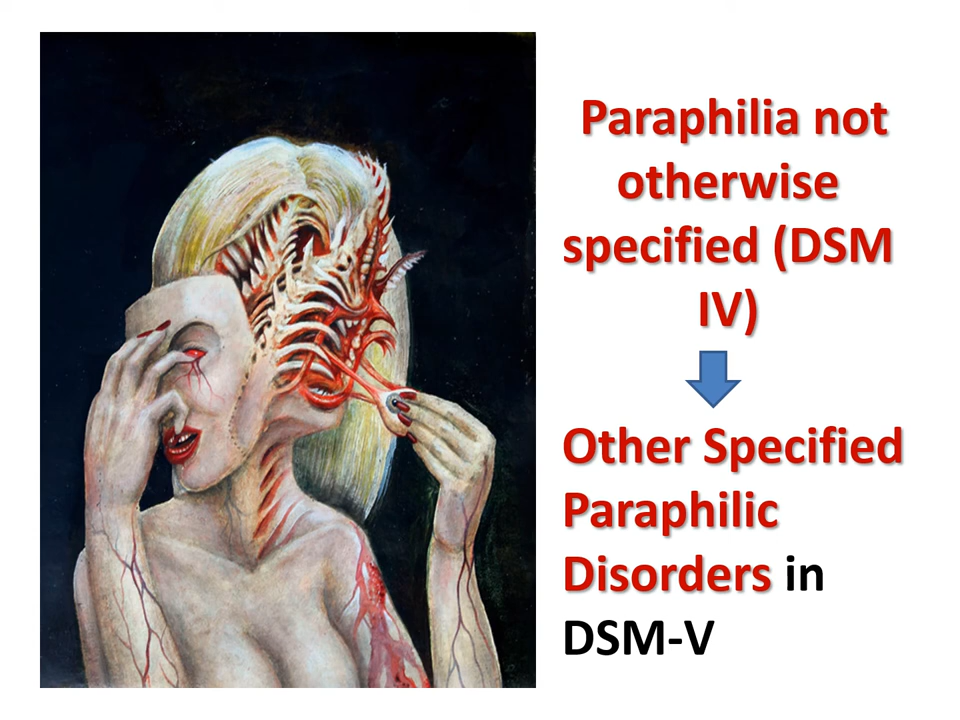 Paraphilia not
otherwise
specified (DSM
IV)
Other Specified
Paraphilic
Disorders in
DSM-V